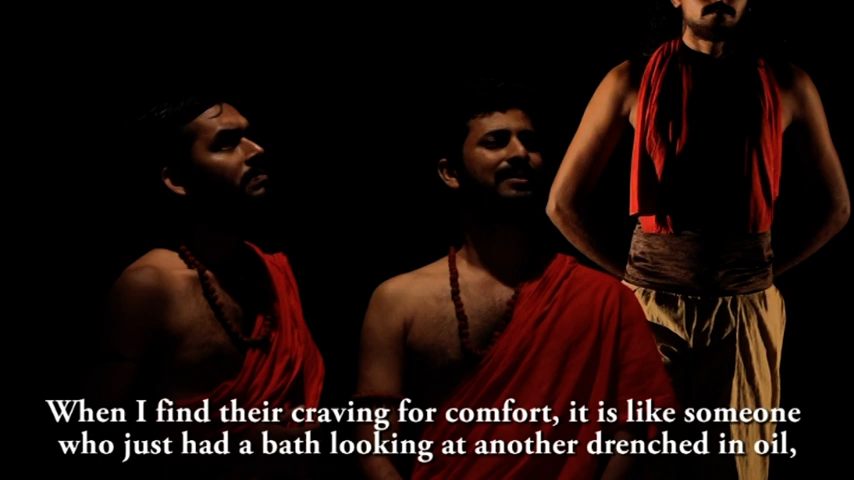 When I find their craving for comfort, it is like someone
who just had a bath looking at another drenched in oil,